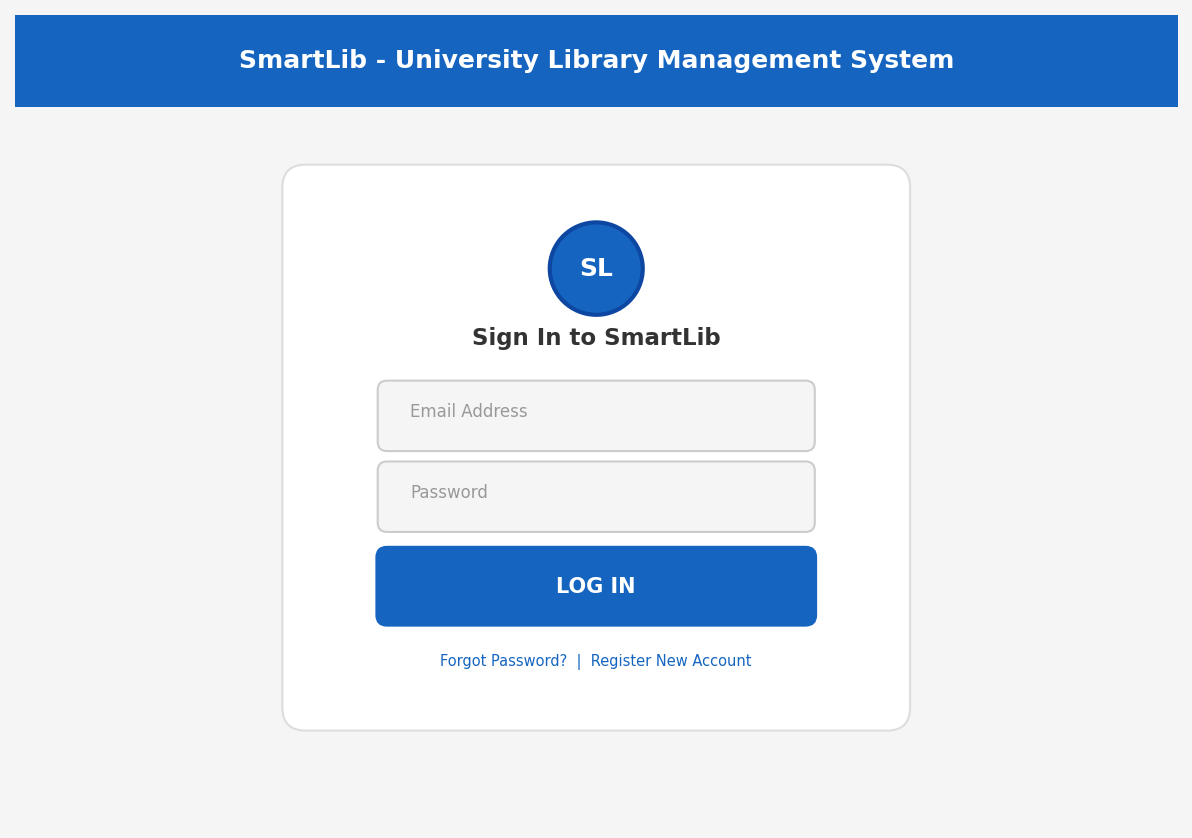 SmartLib - University Library Management System
SL
Sign In to SmartLib
Email Address
Password
LOG IN
Forgot Password?  |  Register New Account